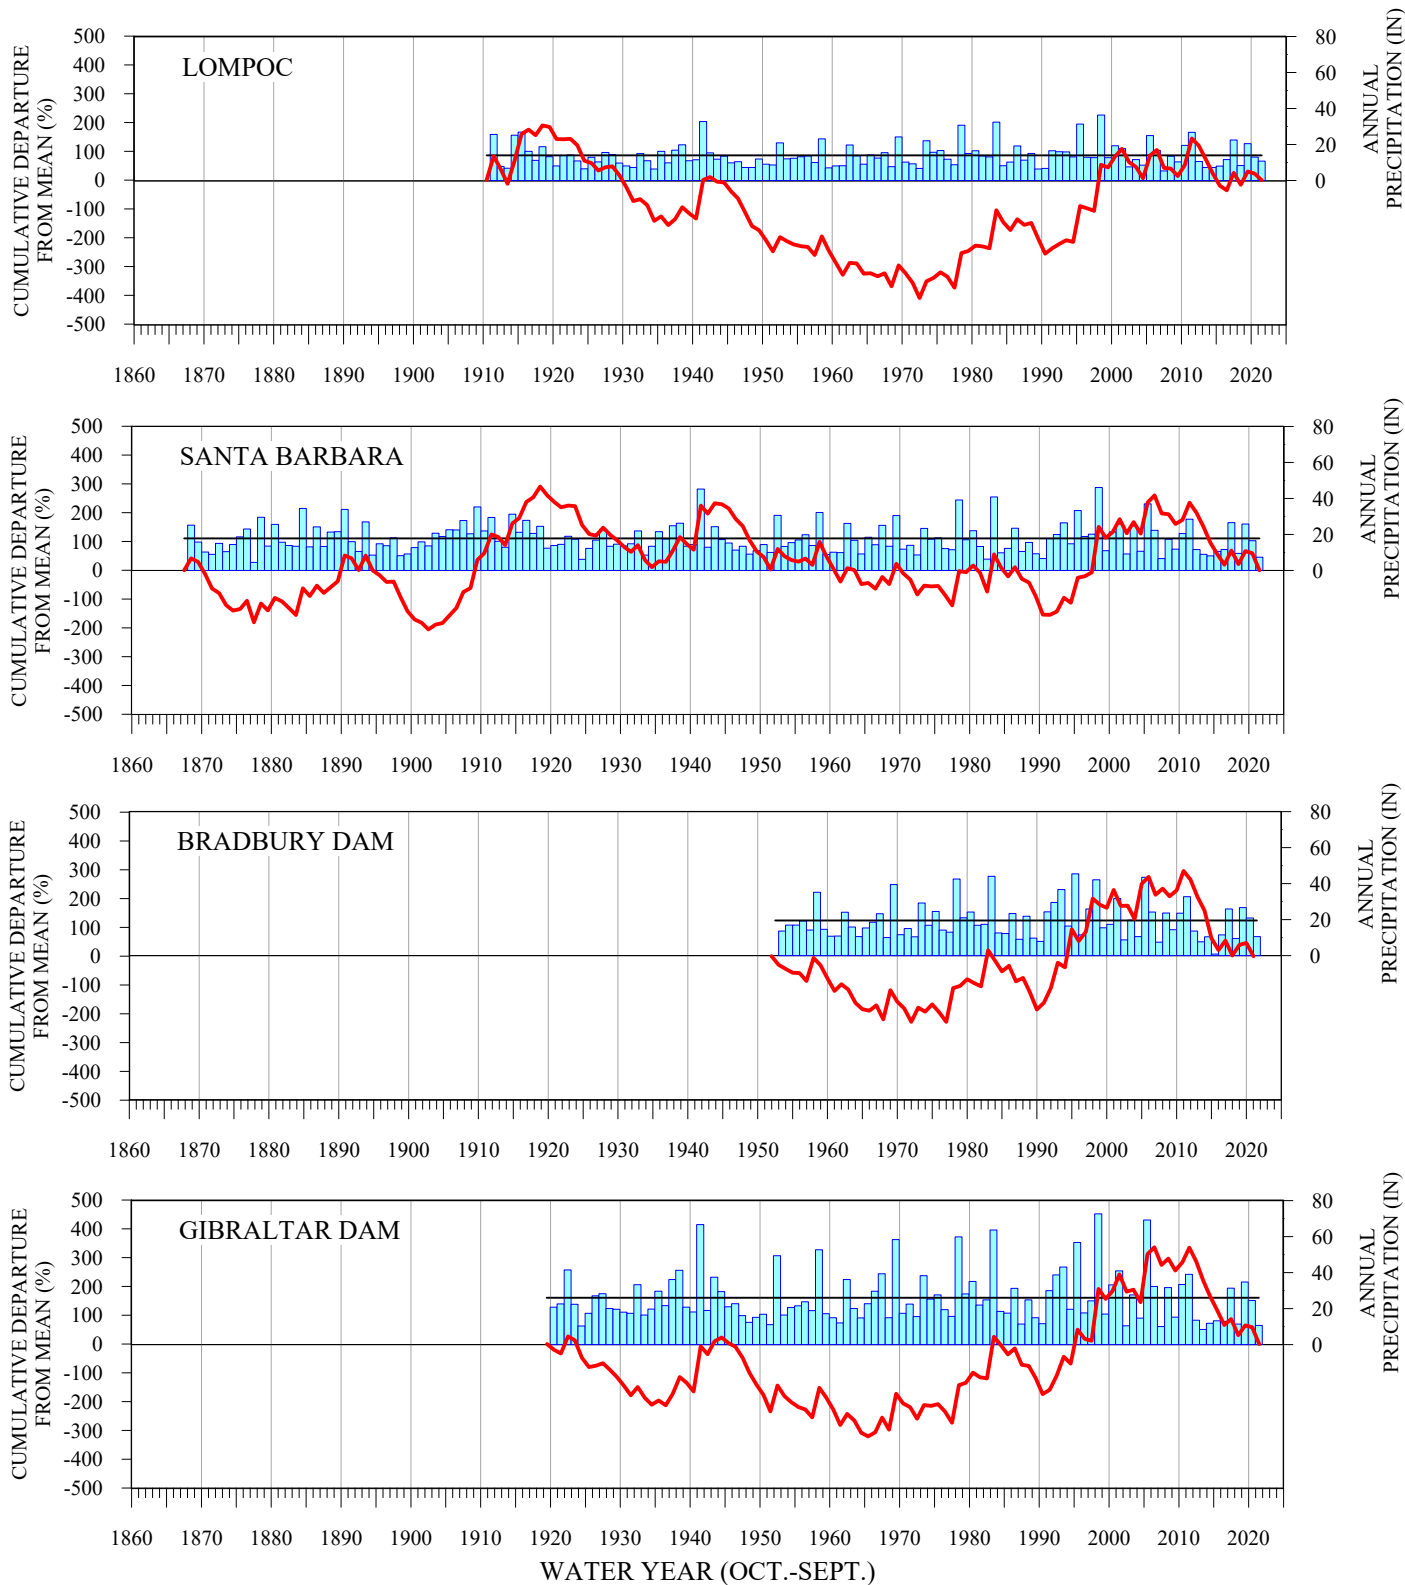 LOMPOC
CUMULATIVE DEPARTURE
FROM MEAN (%)
500
400
300
200
100
0
-100
-200
-300
-400
-500
80
60
40
20
0
ANNUAL
PRECIPITATION (IN)
1860 1870 1880 1890 1900 1910 1920 1930 1940 1950 1960 1970 1980 1990 2000 2010 2020
SANTA BARBARA
CUMULATIVE DEPARTURE
FROM MEAN (%)
500
400
300
200
100
0
-100
-200
-300
-400
-500
80
60
40
20
0
ANNUAL
PRECIPITATION (IN)
1860 1870 1880 1890 1900 1910 1920 1930 1940 1950 1960 1970 1980 1990 2000 2010 2020
BRADBURY DAM
CUMULATIVE DEPARTURE
FROM MEAN (%)
500
400
300
200
100
0
-100
-200
-300
-400
-500
80
60
40
20
0
ANNUAL
PRECIPITATION (IN)
1860 1870 1880 1890 1900 1910 1920 1930 1940 1950 1960 1970 1980 1990 2000 2010 2020
GIBRALTAR DAM
CUMULATIVE DEPARTURE
FROM MEAN (%)
500
400
300
200
100
0
-100
-200
-300
-400
-500
80
60
40
20
0
ANNUAL
PRECIPITATION (IN)
1860 1870 1880 1890 1900 1910 1920 1930 1940 1950 1960 1970 1980 1990 2000 2010 2020
WATER YEAR (OCT.-SEPT.)